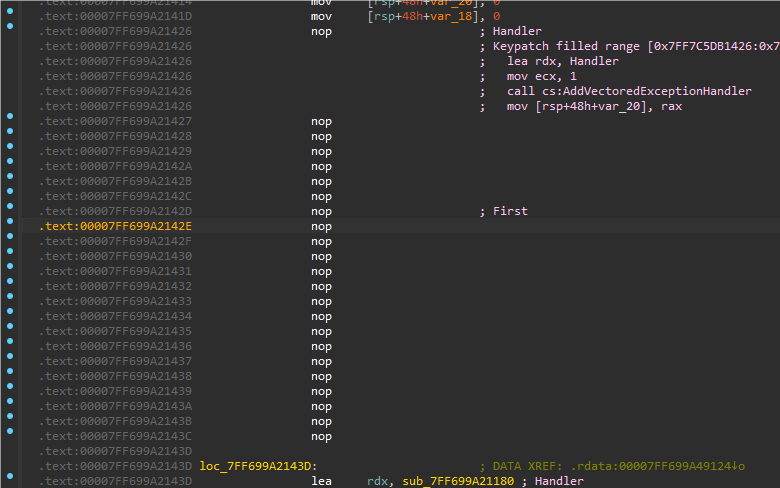 .text:00007FF699A21414 mov [rsp+48h+var_20], 0
.text:00007FF699A2141D mov [rsp+48h+var_18], 0
.text:00007FF699A21426 nop ; Handler
.text:00007FF699A21426 ; Keypatch filled range [0x7FF7C5DB1426:0x7
.text:00007FF699A21426 ; lea rdx, Handler
.text:00007FF699A21426 ; mov ecx, 1
.text:00007FF699A21426 ; call cs:AddVectoredExceptionHandler
.text:00007FF699A21426 ; mov [rsp+48h+var_20], rax
.text:00007FF699A21427 nop
.text:00007FF699A21428 nop
.text:00007FF699A21429 nop
.text:00007FF699A2142A nop
.text:00007FF699A2142B nop
.text:00007FF699A2142C nop
.text:00007FF699A2142D nop ; First
.text:00007FF699A2142E nop
.text:00007FF699A2142F nop
.text:00007FF699A21430 nop
.text:00007FF699A21431 nop
.text:00007FF699A21432 nop
.text:00007FF699A21433 nop
.text:00007FF699A21434 nop
.text:00007FF699A21435 nop
.text:00007FF699A21436 nop
.text:00007FF699A21437 nop
.text:00007FF699A21438 nop
.text:00007FF699A21439 nop
.text:00007FF699A2143A nop
.text:00007FF699A2143B nop
.text:00007FF699A2143C nop
.text:00007FF699A2143D
.text:00007FF699A2143D loc_7FF699A2143D: ; DATA XREF: .rdata:00007FF699A49124↓o
.text:00007FF699A2143D lea rdx, sub_7FF699A21180 ; Handler